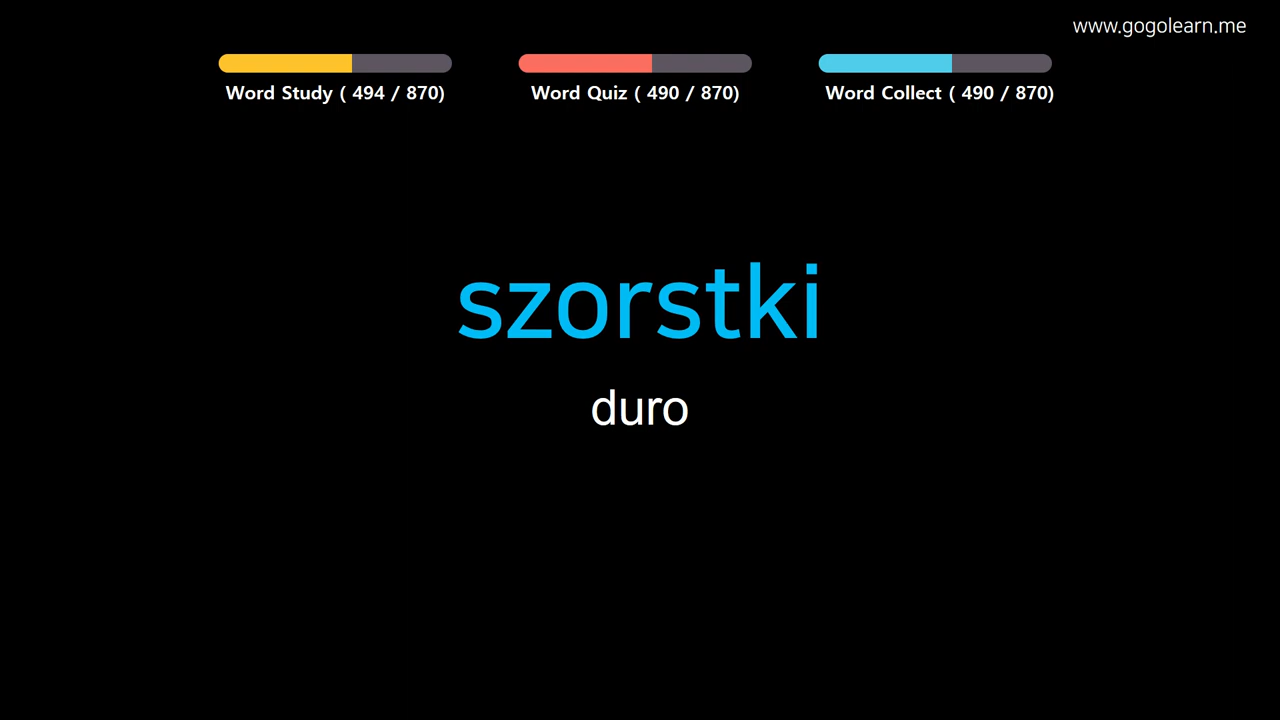 www.gogolearn.me
Word Study ( 494 / 870)
Word Quiz ( 490 / 870)
Word Collect ( 490 / 870)
szorstki
duro